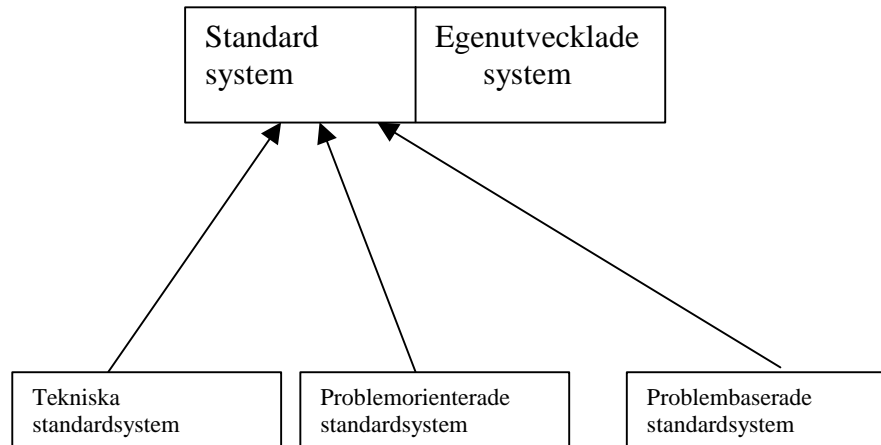 Standard
system
Egenutvecklade
system
Tekniska
standardsystem
Problemorienterade
standardsystem
Problembaserade
standardsystem